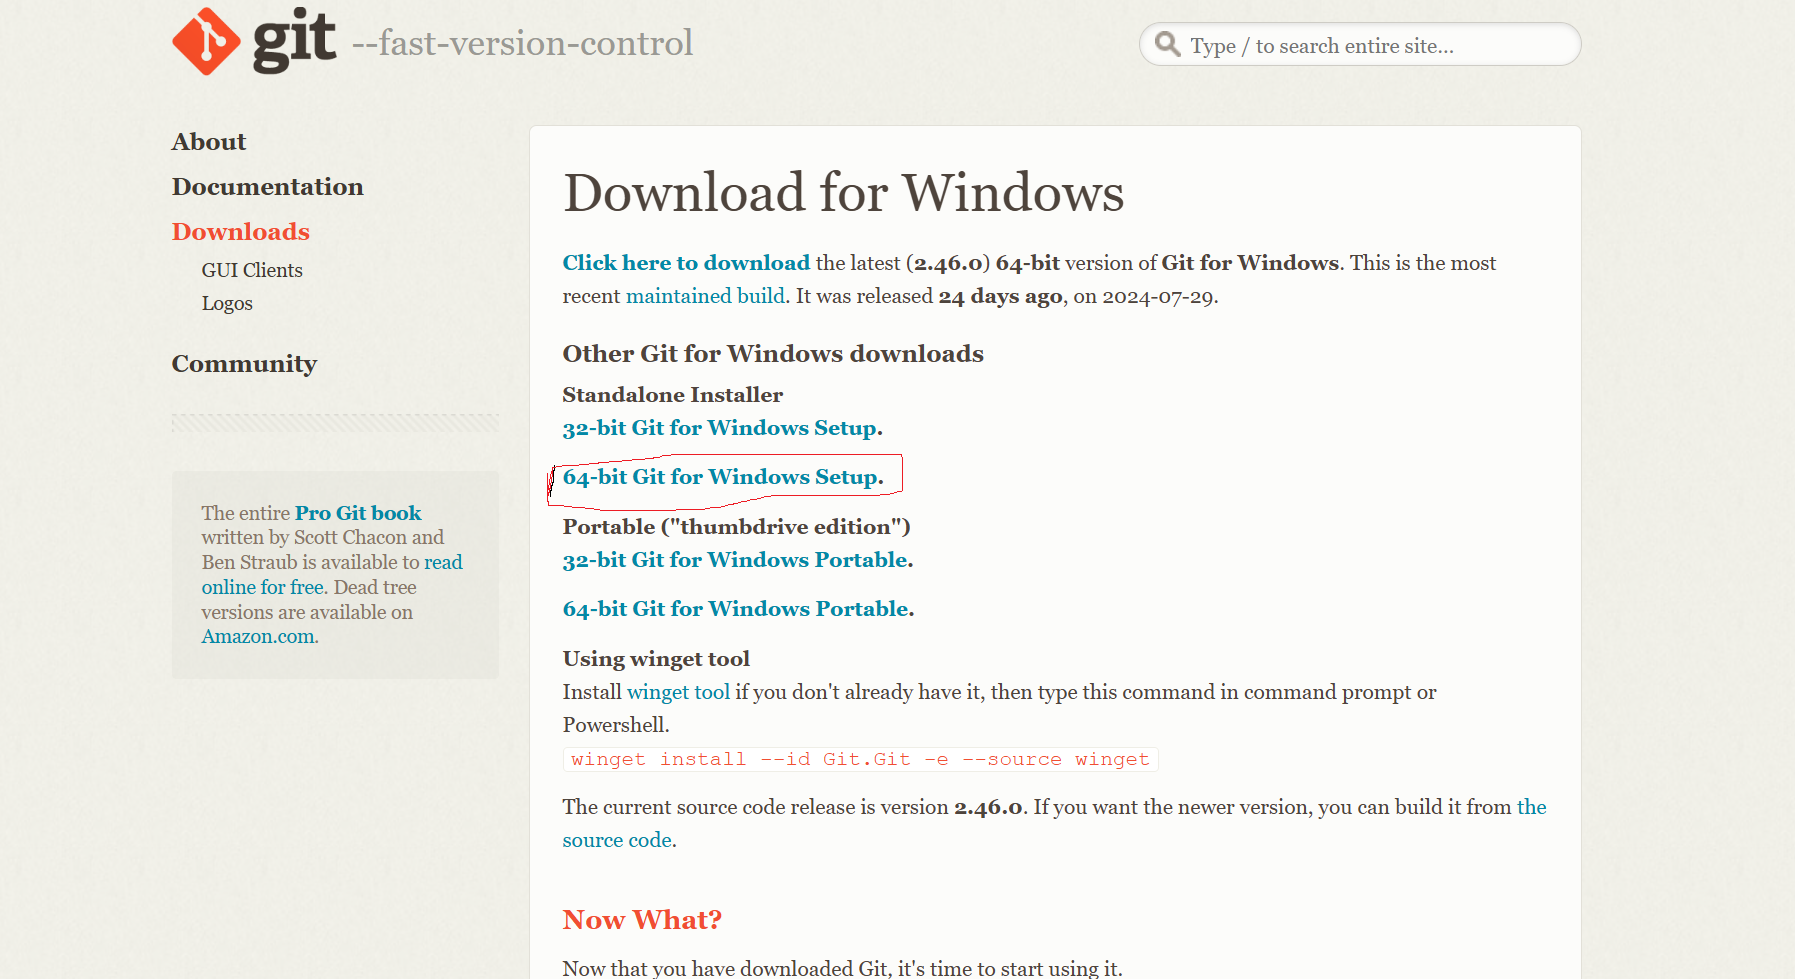 git --fast-version-control
Type / to search entire site...
About
Documentation
Downloads
GUI Clients
Logos
Community
The entire Pro Git book
written by Scott Chacon and
Ben Straub is available to read
online for free. Dead tree
versions are available on
Amazon.com.
Download for Windows
Click here to download the latest (2.46.0) 64-bit version of Git for Windows. This is the most
recent maintained build. It was released 24 days ago, on 2024-07-29.
Other Git for Windows downloads
Standalone Installer
32-bit Git for Windows Setup.
64-bit Git for Windows Setup.
Portable ("thumbdrive edition")
32-bit Git for Windows Portable.
64-bit Git for Windows Portable.
Using winget tool
Install winget tool if you don't already have it, then type this command in command prompt or
Powershell.
winget install --id Git.Git -e --source winget
The current source code release is version 2.46.0. If you want the newer version, you can build it from the
source code.
Now What?
Now that you have downloaded Git, it's time to start using it.